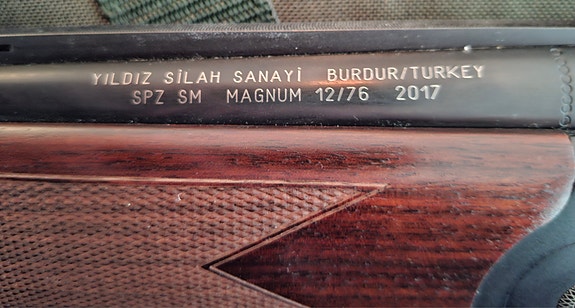 YILDIZ SİLAH SANAYİ BURDUR/TURKEY
SPZ SM MAGNUM 12/76 2017